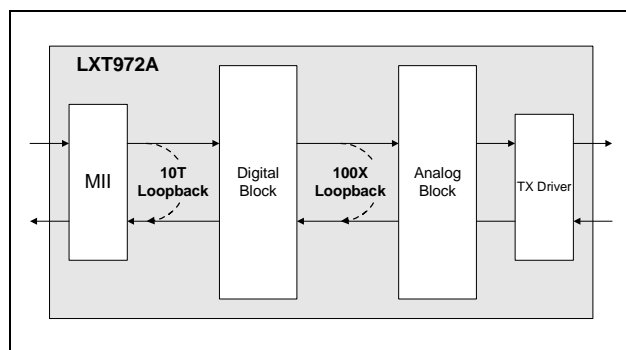 LXT972A
MII
10T
Loopback
Digital
Block
100X
Loopback
Analog
Block
TX Driver